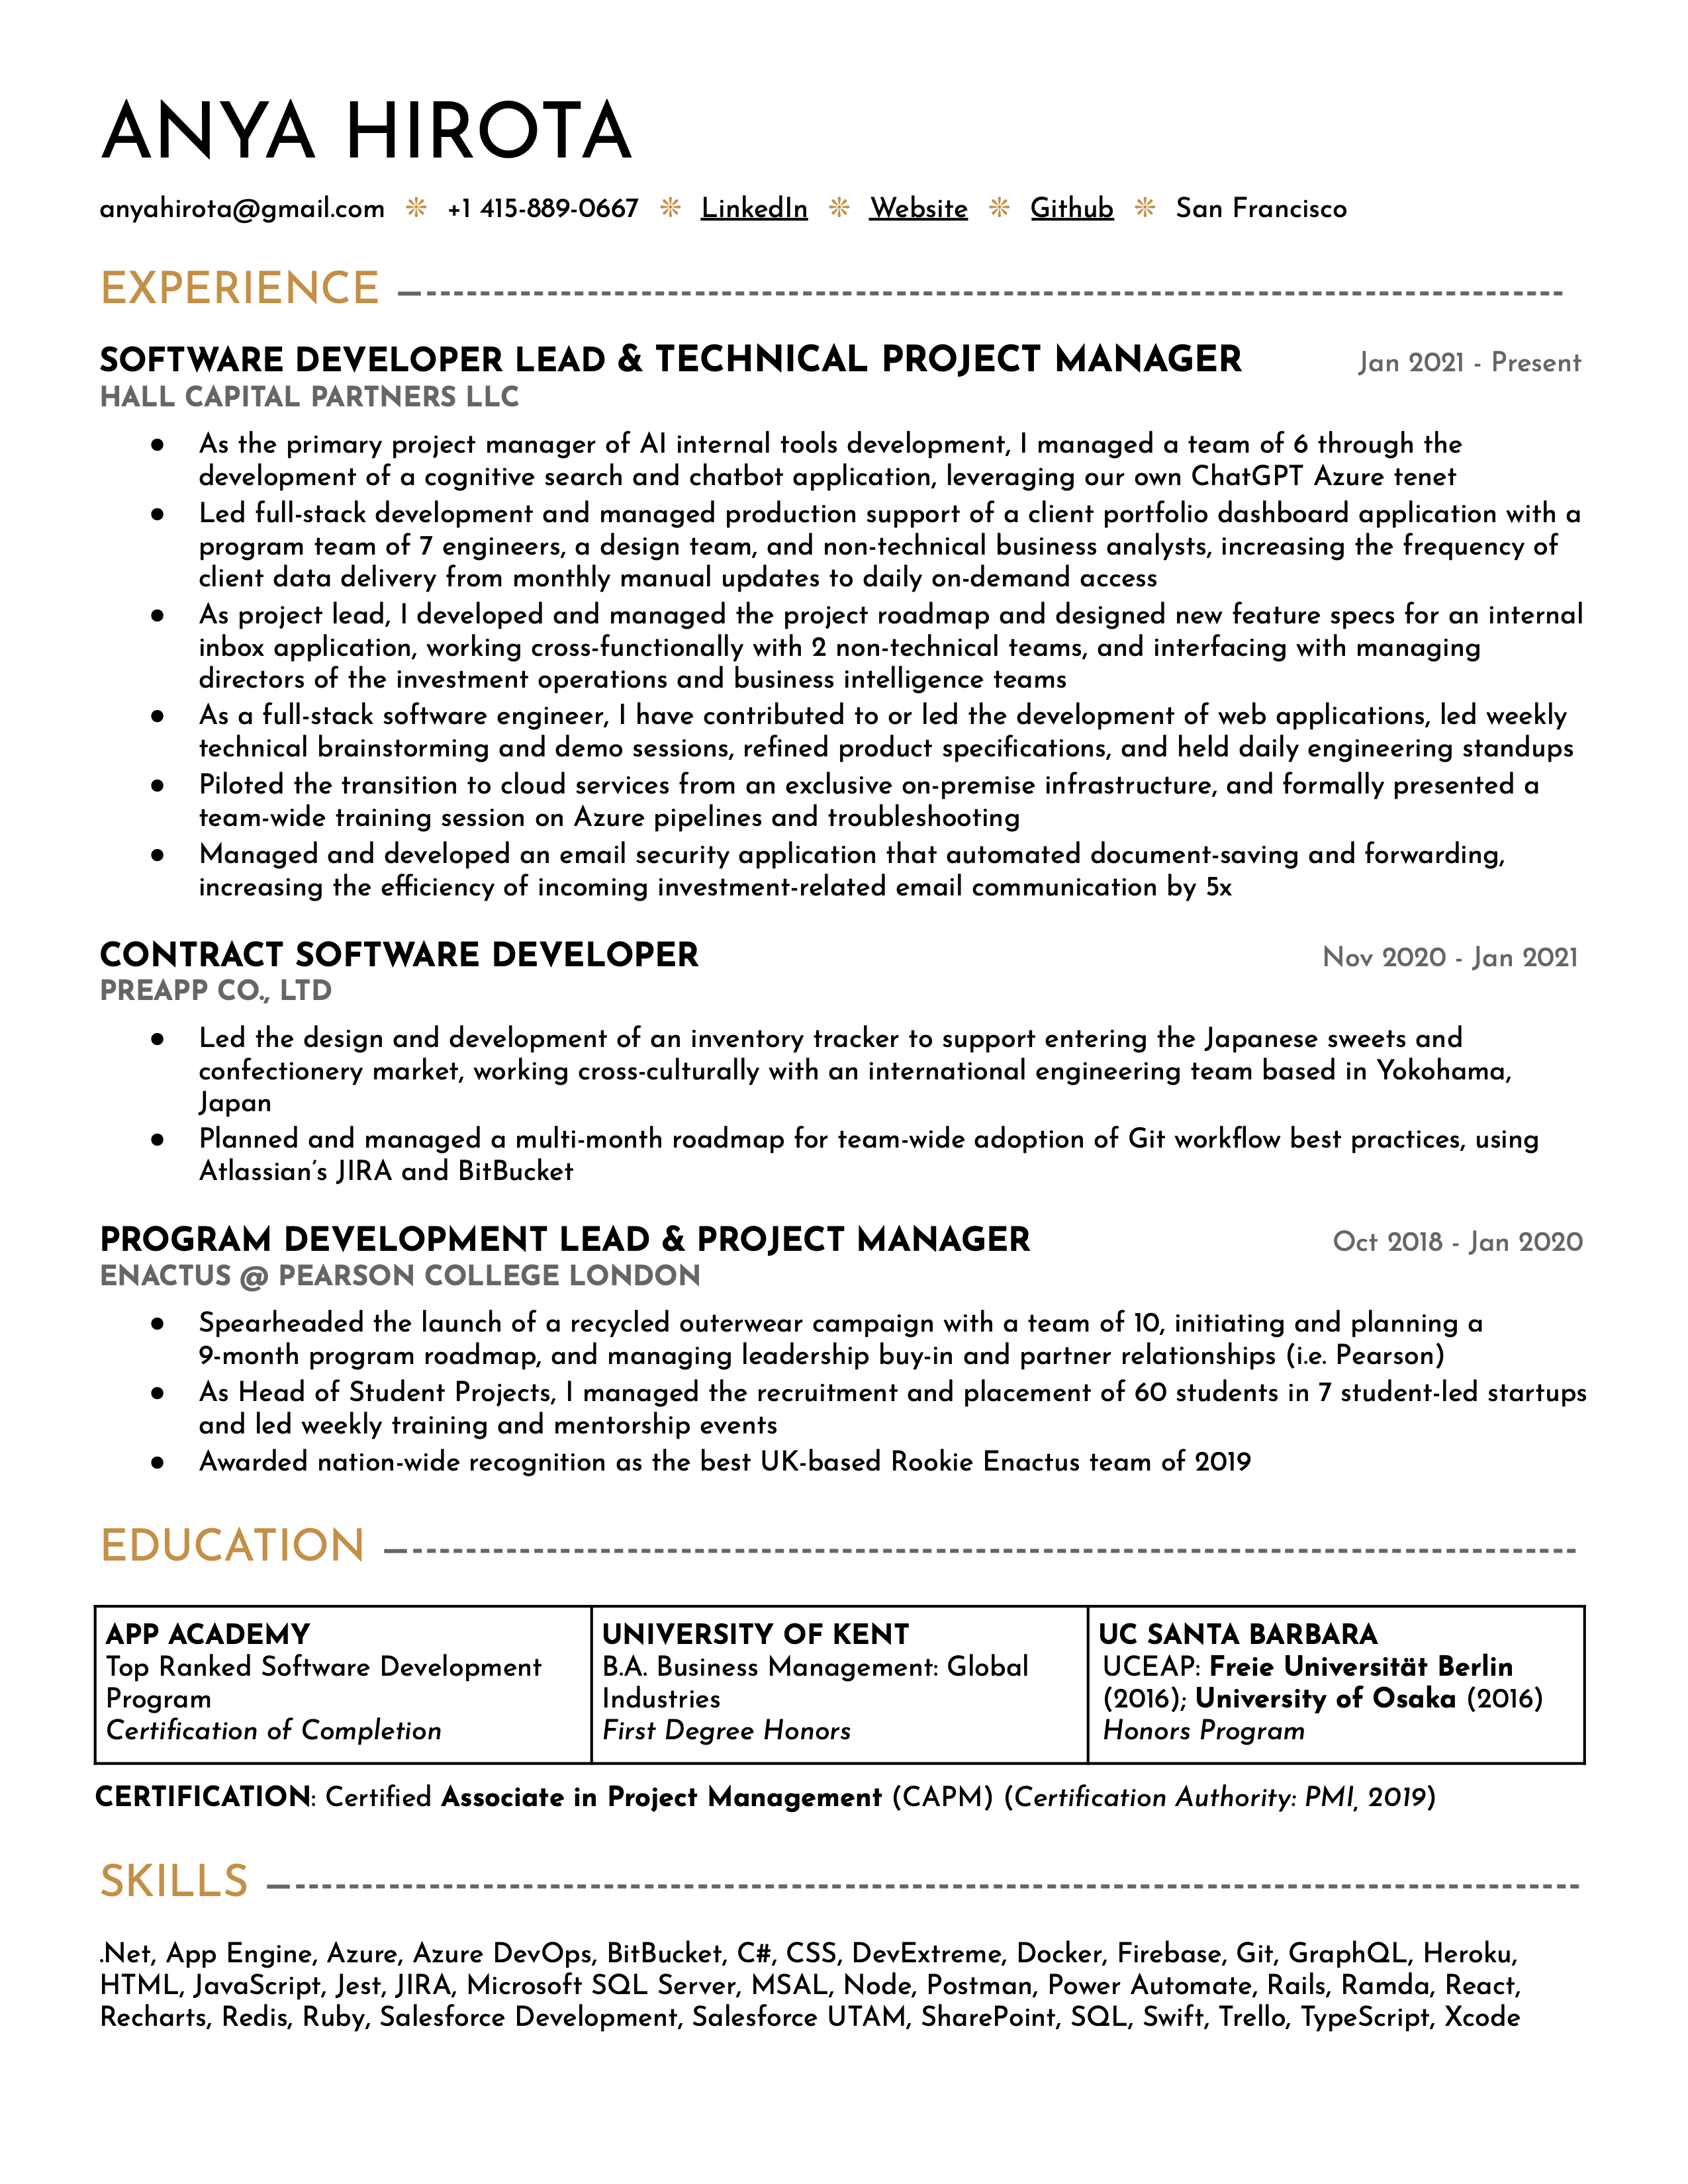 ANYA HIROTA
anyahirota@gmail.com ❊ +1 415-889-0667 ❊ LinkedIn ❊ Website ❊ Github ❊ San Francisco
EXPERIENCE
SOFTWARE DEVELOPER LEAD & TECHNICAL PROJECT MANAGER Jan 2021 - Present
HALL CAPITAL PARTNERS LLC
● As the primary project manager of AI internal tools development, I managed a team of 6 through the
development of a cognitive search and chatbot application, leveraging our own ChatGPT Azure tenet
● Led full-stack development and managed production support of a client portfolio dashboard application with a
program team of 7 engineers, a design team, and non-technical business analysts, increasing the frequency of
client data delivery from monthly manual updates to daily on-demand access
● As project lead, I developed and managed the project roadmap and designed new feature specs for an internal
inbox application, working cross-functionally with 2 non-technical teams, and interfacing with managing
directors of the investment operations and business intelligence teams
● As a full-stack software engineer, I have contributed to or led the development of web applications, led weekly
technical brainstorming and demo sessions, refined product specifications, and held daily engineering standups
● Piloted the transition to cloud services from an exclusive on-premise infrastructure, and formally presented a
team-wide training session on Azure pipelines and troubleshooting
● Managed and developed an email security application that automated document-saving and forwarding,
increasing the efficiency of incoming investment-related email communication by 5x
CONTRACT SOFTWARE DEVELOPER Nov 2020 - Jan 2021
PREAPP CO., LTD
● Led the design and development of an inventory tracker to support entering the Japanese sweets and
confectionery market, working cross-culturally with an international engineering team based in Yokohama,
Japan
● Planned and managed a multi-month roadmap for team-wide adoption of Git workflow best practices, using
Atlassian's JIRA and BitBucket
PROGRAM DEVELOPMENT LEAD & PROJECT MANAGER Oct 2018 - Jan 2020
ENACTUS @ PEARSON COLLEGE LONDON
● Spearheaded the launch of a recycled outerwear campaign with a team of 10, initiating and planning a
9-month program roadmap, and managing leadership buy-in and partner relationships (i.e. Pearson)
● As Head of Student Projects, I managed the recruitment and placement of 60 students in 7 student-led startups
and led weekly training and mentorship events
● Awarded nation-wide recognition as the best UK-based Rookie Enactus team of 2019
EDUCATION
APP ACADEMY
Top Ranked Software Development
Program
Certification of Completion
UNIVERSITY OF KENT
B.A. Business Management: Global
Industries
First Degree Honors
UC SANTA BARBARA
UCEAP: Freie Universität Berlin
(2016); University of Osaka (2016)
Honors Program
CERTIFICATION: Certified Associate in Project Management (CAPM) (Certification Authority: PMI, 2019)
SKILLS
.Net, App Engine, Azure, Azure DevOps, BitBucket, C#, CSS, DevExtreme, Docker, Firebase, Git, GraphQL, Heroku,
HTML, JavaScript, Jest, JIRA, Microsoft SQL Server, MSAL, Node, Postman, Power Automate, Rails, Ramda, React,
Recharts, Redis, Ruby, Salesforce Development, Salesforce UTAM, SharePoint, SQL, Swift, Trello, TypeScript, Xcode